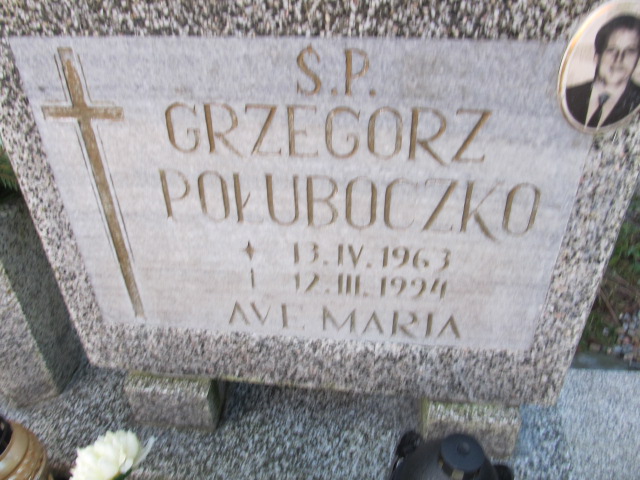 Ś.P.
GRZEGORZ
POŁUBOCZKO
13.IV.1963
12.III.1994
AVE MARIA